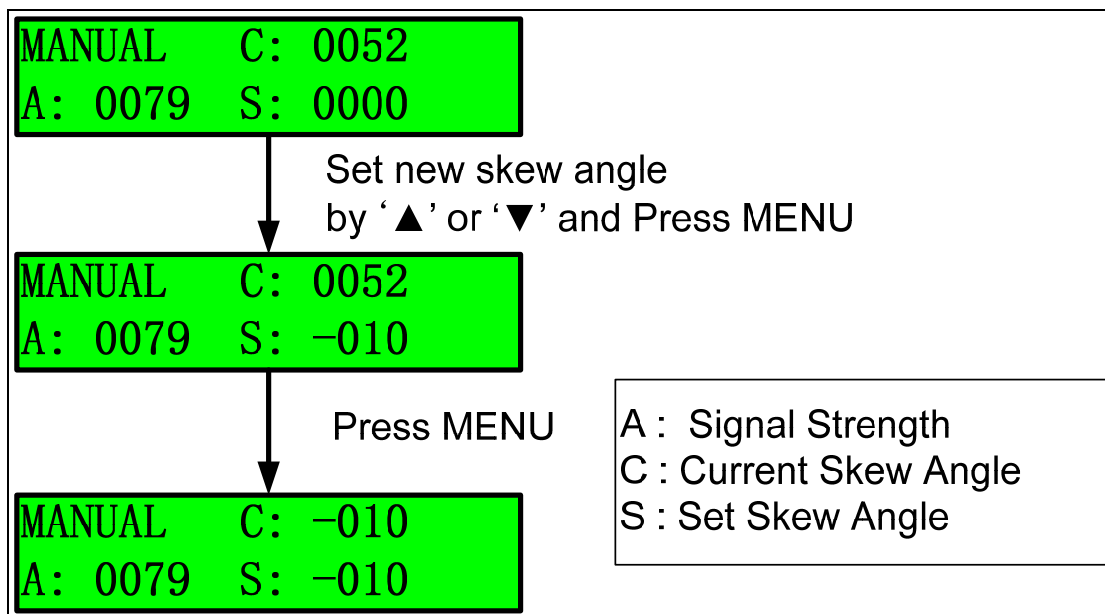 MANUAL C: 0052
A: 0079 S: 0000
Set new skew angle
by ‘▲’ or ‘▼’ and Press MENU
MANUAL C: 0052
A: 0079 S: -010
Press MENU
A : Signal Strength
C : Current Skew Angle
S : Set Skew Angle
MANUAL C: -010
A: 0079 S: -010